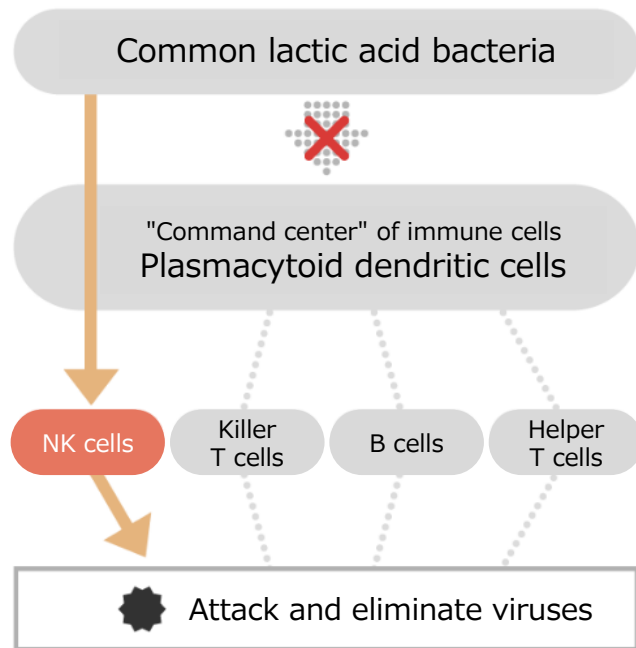 Common lactic acid bacteria
"Command center" of immune cells
Plasmacytoid dendritic cells
NK cells
Killer
T cells
B cells
Helper
T cells
Attack and eliminate viruses